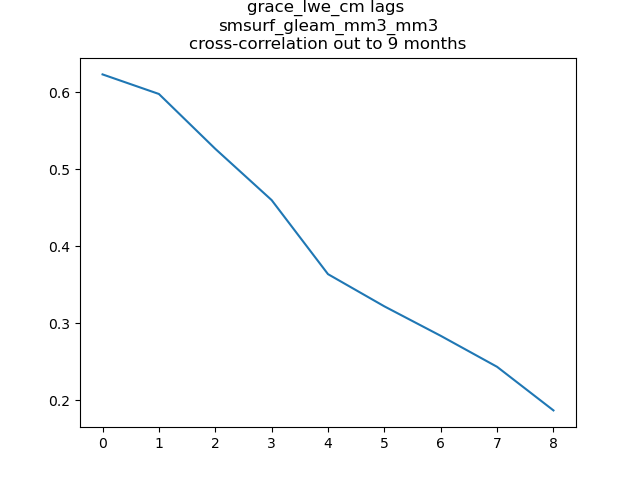 grace_lwe_cm lags
smsurf_gleam_mm3_mm3
cross-correlation out to 9 months
0.6
0.5
0.4
0.3
0.2
0 1 2 3 4 5 6 7 8